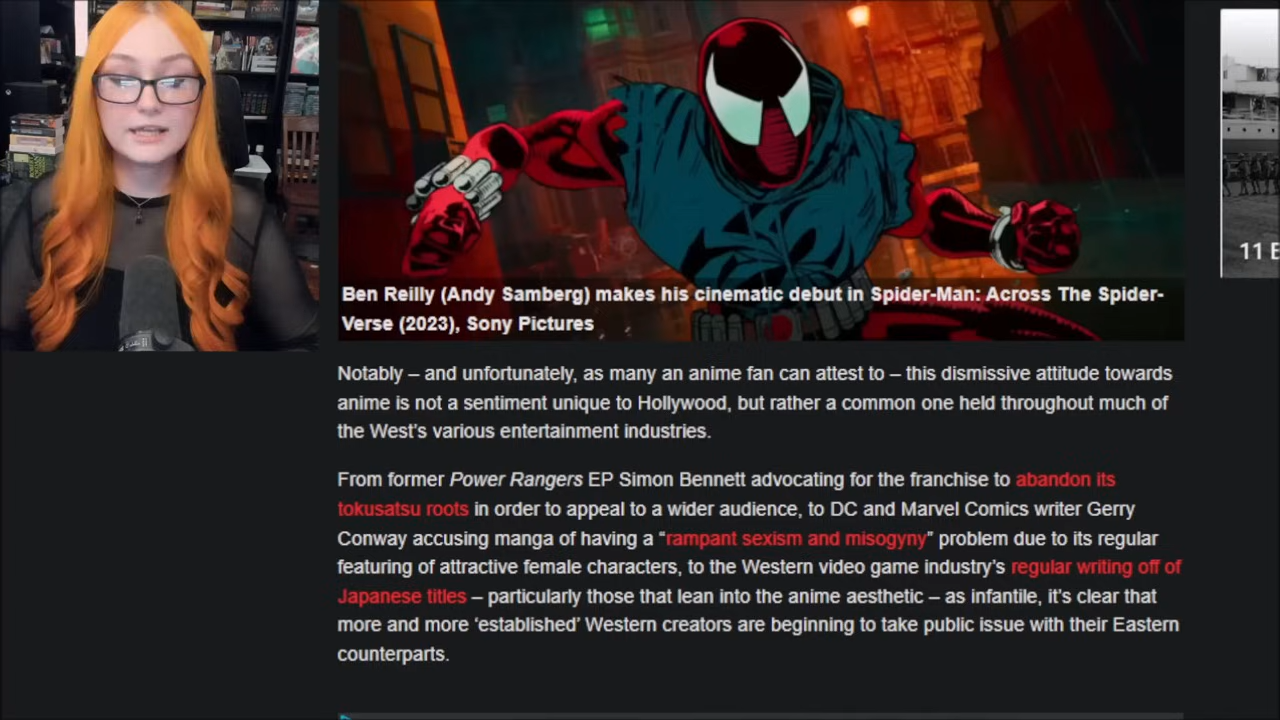 Ben Reilly (Andy Samberg) makes his cinematic debut in Spider-Man: Across The Spider-
Verse (2023), Sony Pictures
11 E
Notably – and unfortunately, as many an anime fan can attest to – this dismissive attitude towards
anime is not a sentiment unique to Hollywood, but rather a common one held throughout much of
the West's various entertainment industries.
From former Power Rangers EP Simon Bennett advocating for the franchise to abandon its
tokusatsu roots in order to appeal to a wider audience, to DC and Marvel Comics writer Gerry
Conway accusing manga of having a “rampant sexism and misogyny” problem due to its regular
featuring of attractive female characters, to the Western video game industry's regular writing off of
Japanese titles – particularly those that lean into the anime aesthetic – as infantile, it's clear that
more and more ‘established’ Western creators are beginning to take public issue with their Eastern
counterparts.